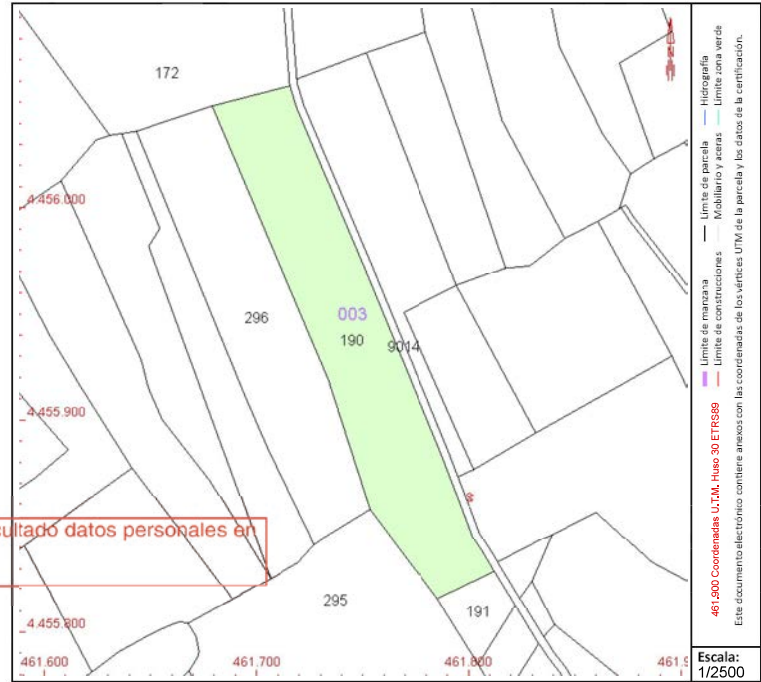 172
4.456.000
296
003
190
9014
4.455.900
cultado datos personales en
295
191
4.455.800
461.600
461.700
461.800
461.9
Límite de manzana
Límite de parcela
Hidrografía
Límite de construcciones
Mobiliario y aceras
Límite zona verde
461,900 Coordenadas U.T.M. Huso 30 ETRS89
Este documento electrónico contiene anexos con las coordenadas de los vértices UTM de la parcela y los datos de la certificación.
Escala:
1/2500